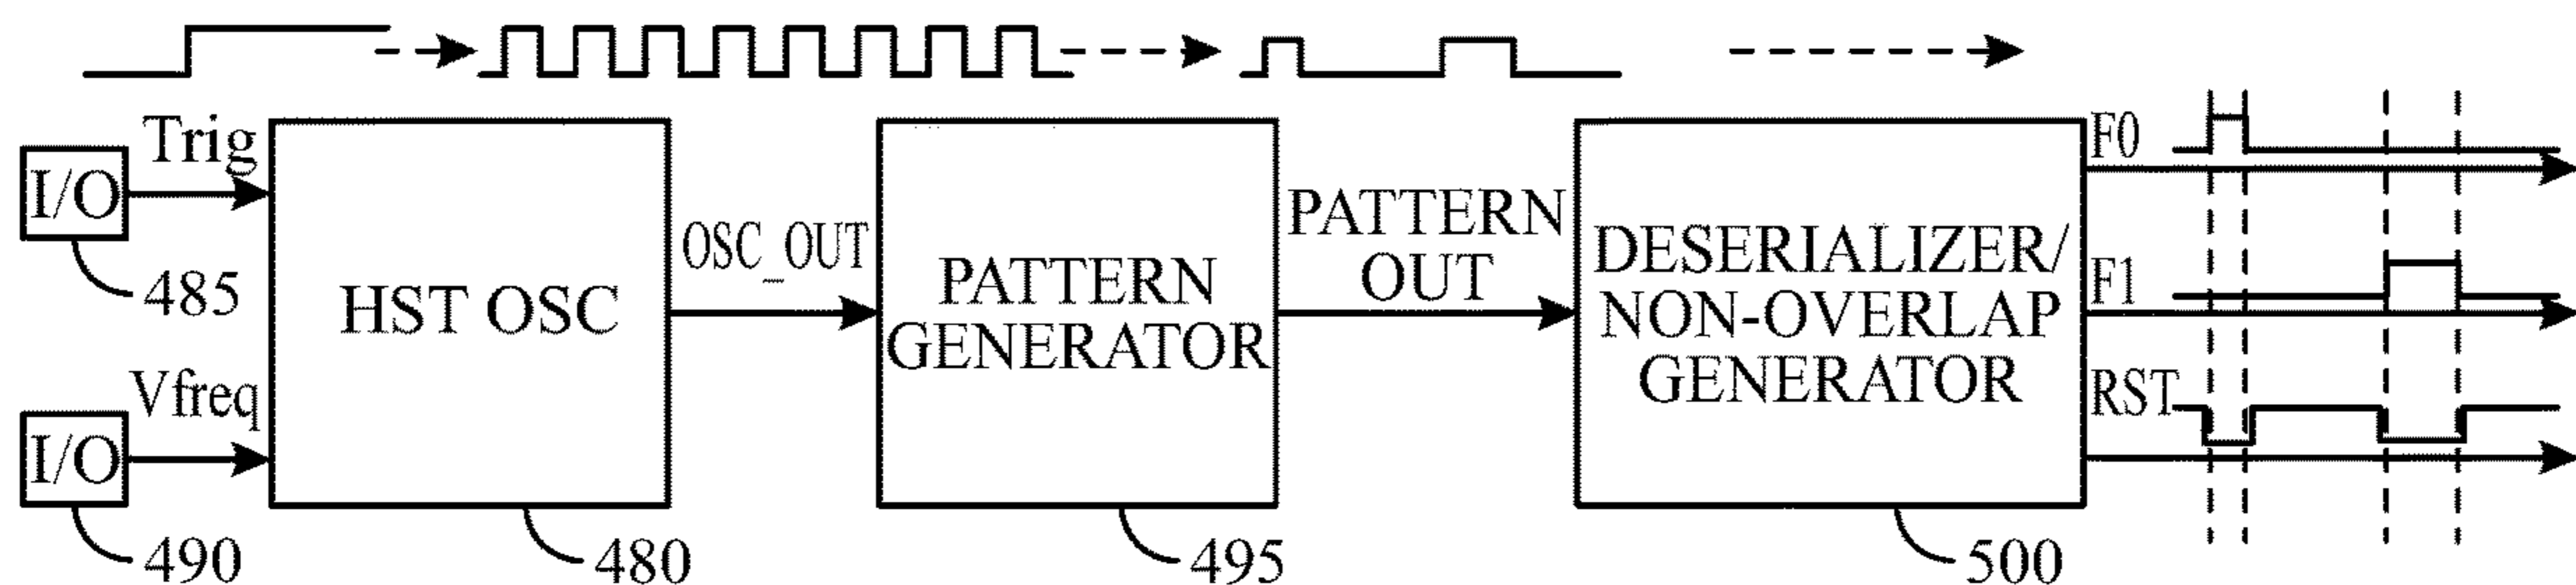 Trig
I/O
485
Vfreq
I/O
490
HST OSC
480
OSC_OUT
PATTERN
GENERATOR
495
PATTERN
OUT
DESERIALIZER/
NON-OVERLAP
GENERATOR
500
F0
F1
RST